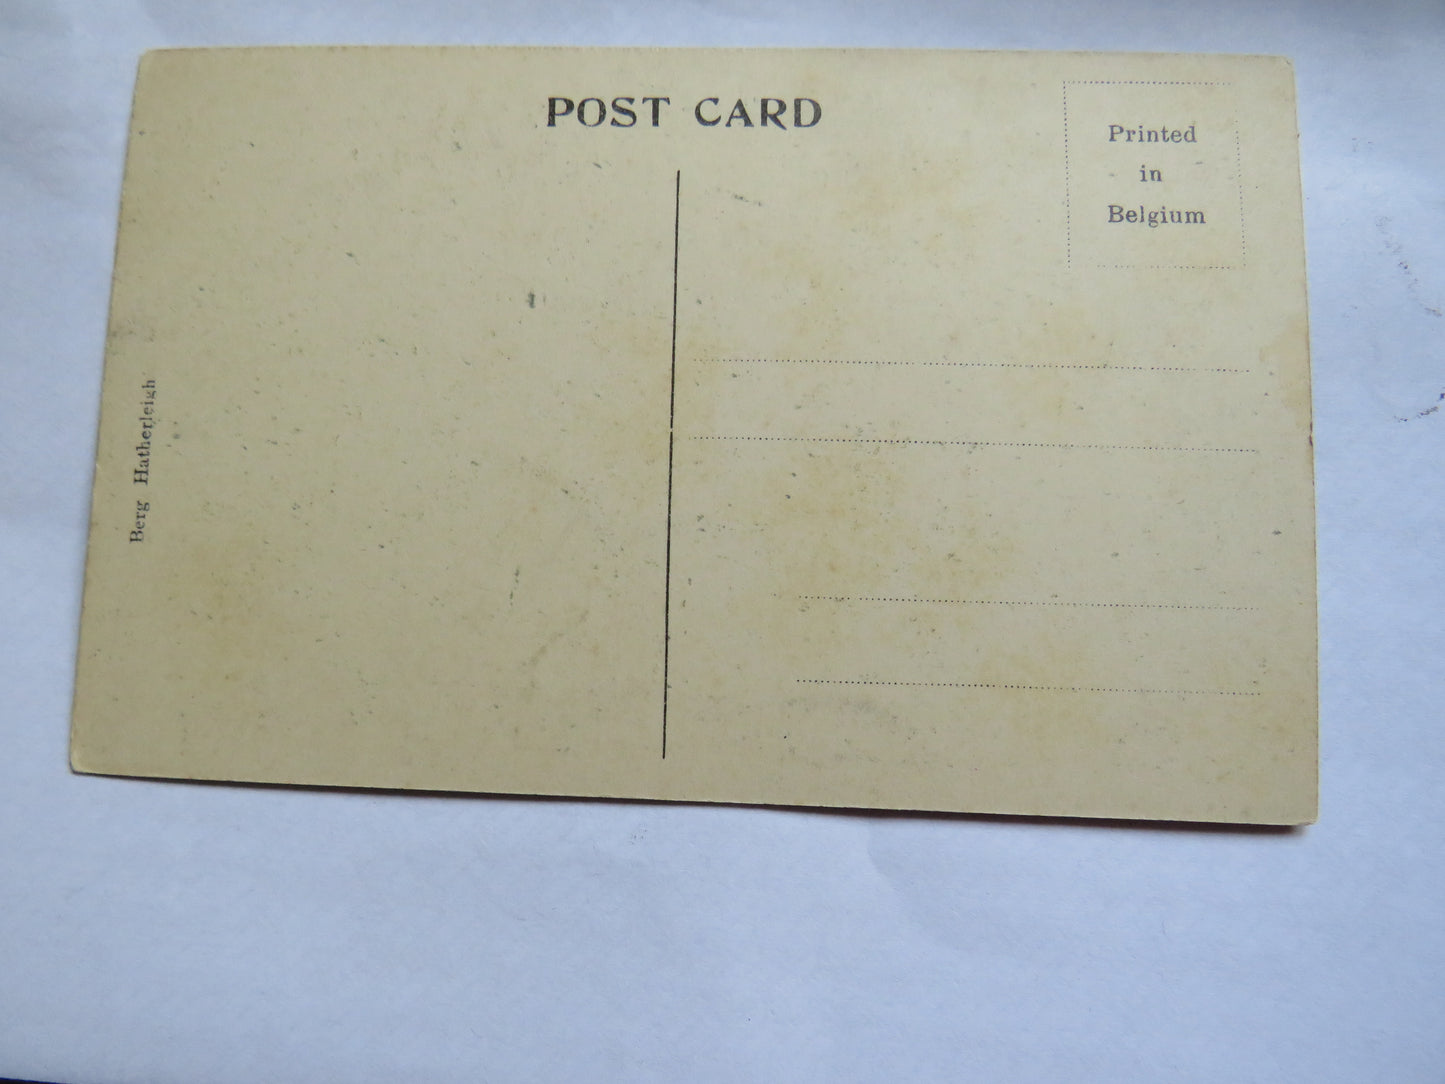 POST CARD
Printed
in
Belgium
Berg Hatherleigh